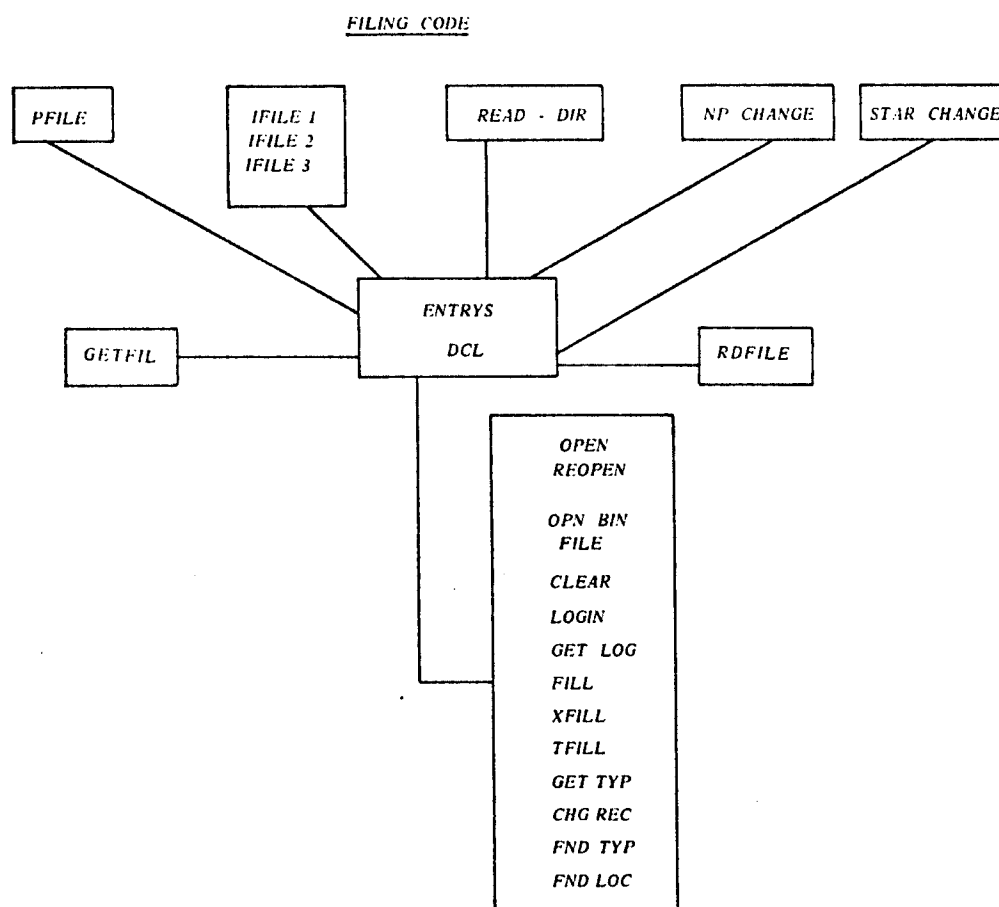 FILING CODE
PFILE
IFILE 1
IFILE 2
IFILE 3
READ - DIR
NP CHANGE
STAR CHANGE
ENTRYS
DCL
GETFIL
RDFILE
OPEN
REOPEN
OPN BIN
FILE
CLEAR
LOGIN
GET LOG
FILL
XFILL
TFILL
GET TYP
CHG REC
FND TYP
FND LOC